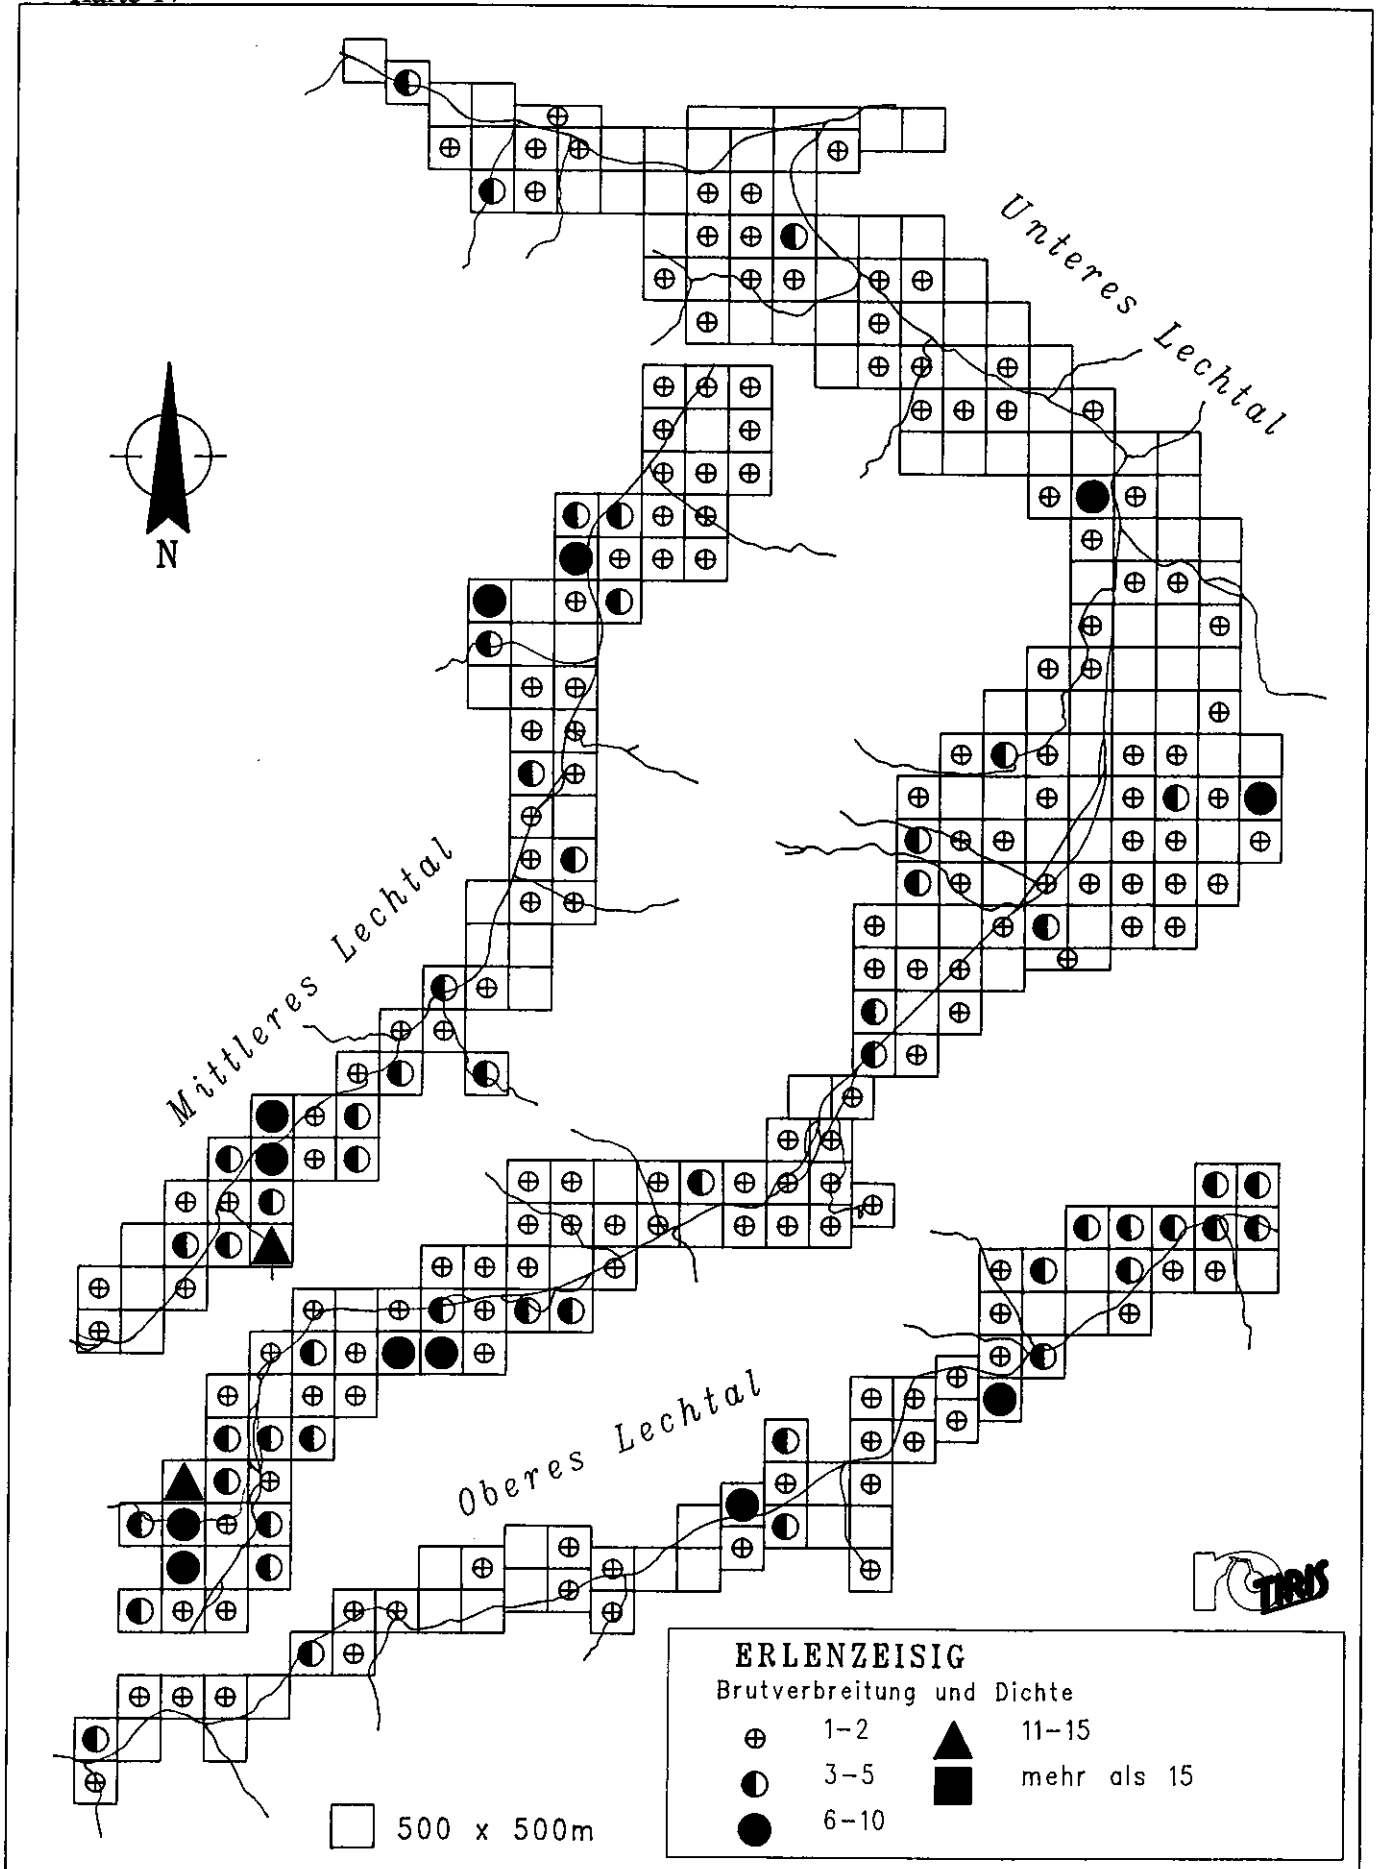 Unteres Lechtal
N
Mittleres Lechtal
Oberes Lechtal
TIRIS
ERLENZEISIG
Brutverbreitung und Dichte
1-2
11-15
3-5
mehr als 15
6-10
500 x 500m